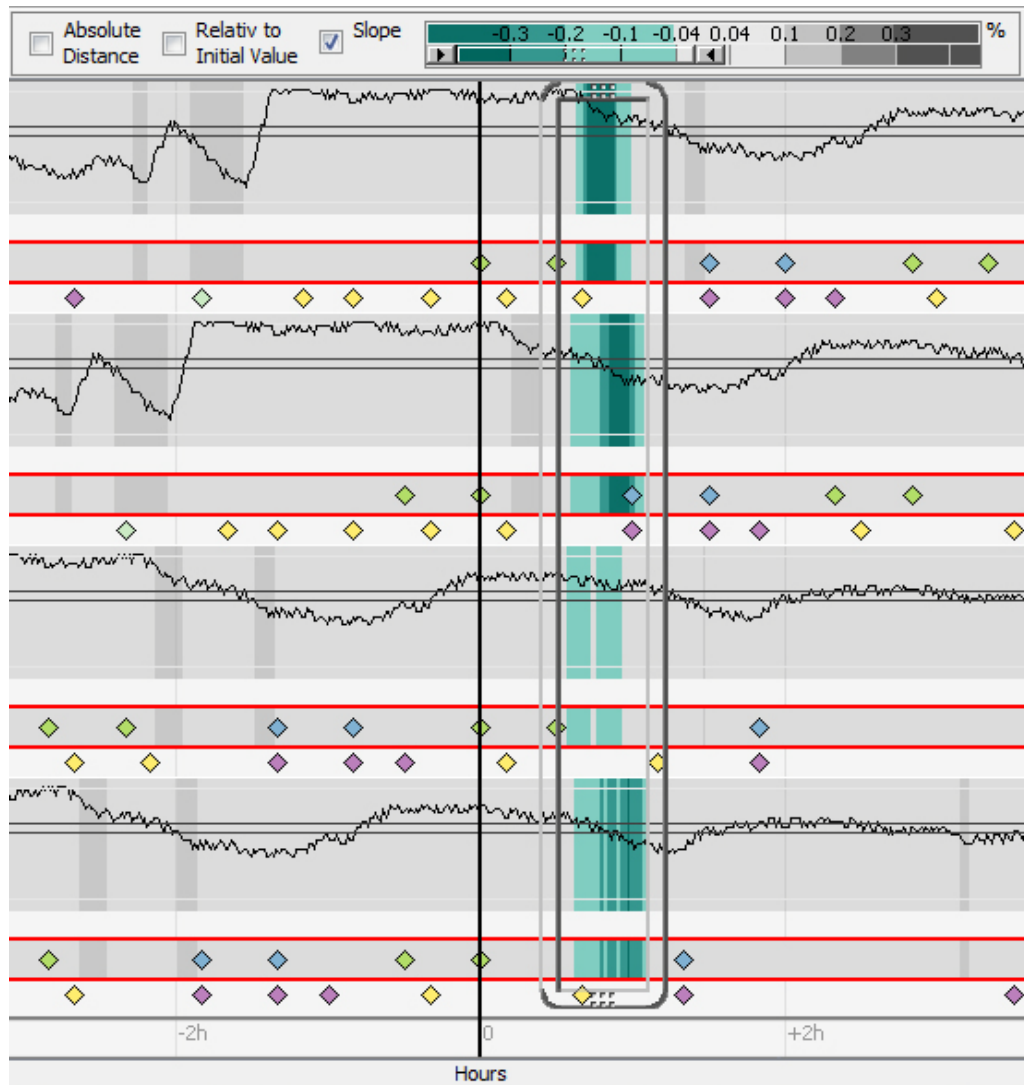 Absolute Distance
Relativ to Initial Value
Slope
-0.3 -0.2 -0.1 -0.04 0.04 0.1 0.2 0.3 %
-2h 0 +2h
Hours